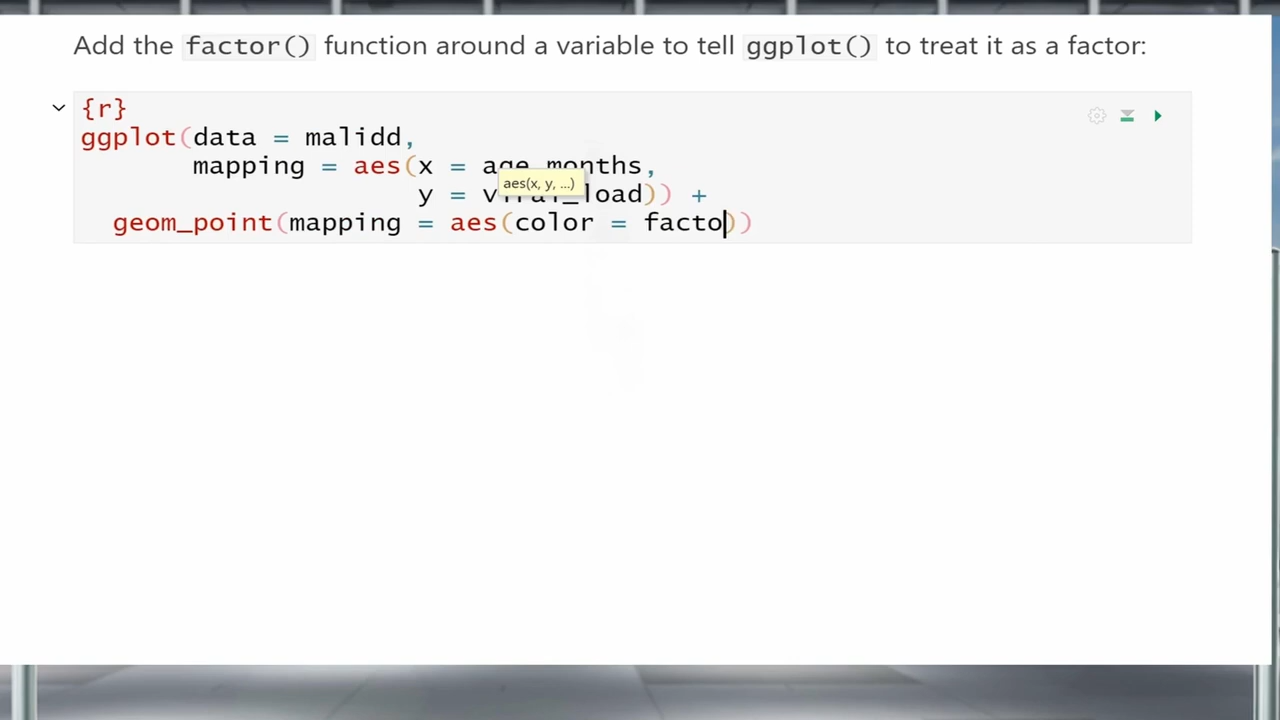 Add the factor() function around a variable to tell ggplot() to treat it as a factor:
{r}
ggplot(data = malidd,
mapping = aes(x = age_months,
aes(x, y, ...)
y = viral_load)) +
geom_point(mapping = aes(color = facto))